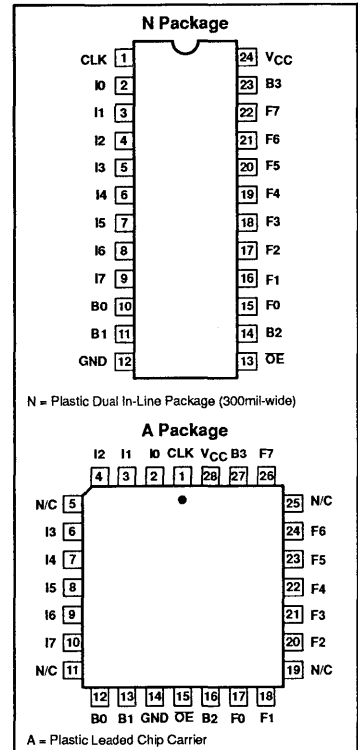 N Package
CLK 1 24 VCC
I0 2 23 B3
I1 3 22 F7
I2 4 21 F6
I3 5 20 F5
I4 6 19 F4
I5 7 18 F3
I6 8 17 F2
I7 9 16 F1
B0 10 15 F0
B1 11 14 B2
GND 12 13 O̅E̅
N = Plastic Dual In-Line Package (300mil-wide)
A Package
I2 I1 I0 CLK VCC B3 F7
4 3 2 1 28 27 26
N/C 5 25 N/C
I3 6 24 F6
I4 7 23 F5
I5 8 22 F4
I6 9 21 F3
I7 10 20 F2
N/C 11 19 N/C
12 13 14 15 16 17 18
B0 B1 GND O̅E̅ B2 F0 F1
A = Plastic Leaded Chip Carrier